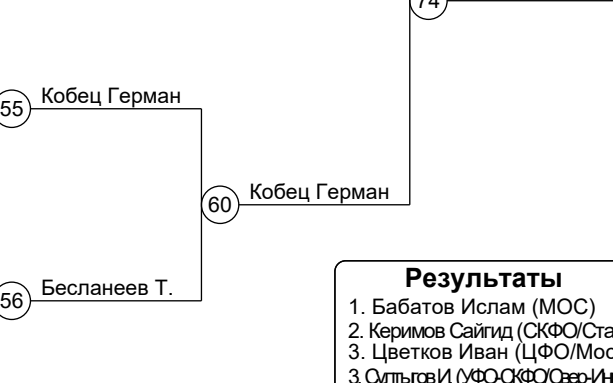 74
Кобец Герман
55
Кобец Герман
60
Бесланеев Т.
56
Результаты
1. Бабатов Ислам (МОС)
2. Керимов Сайгид (СКФО/Ста
3. Цветков Иван (ЦФО/Мос
3.